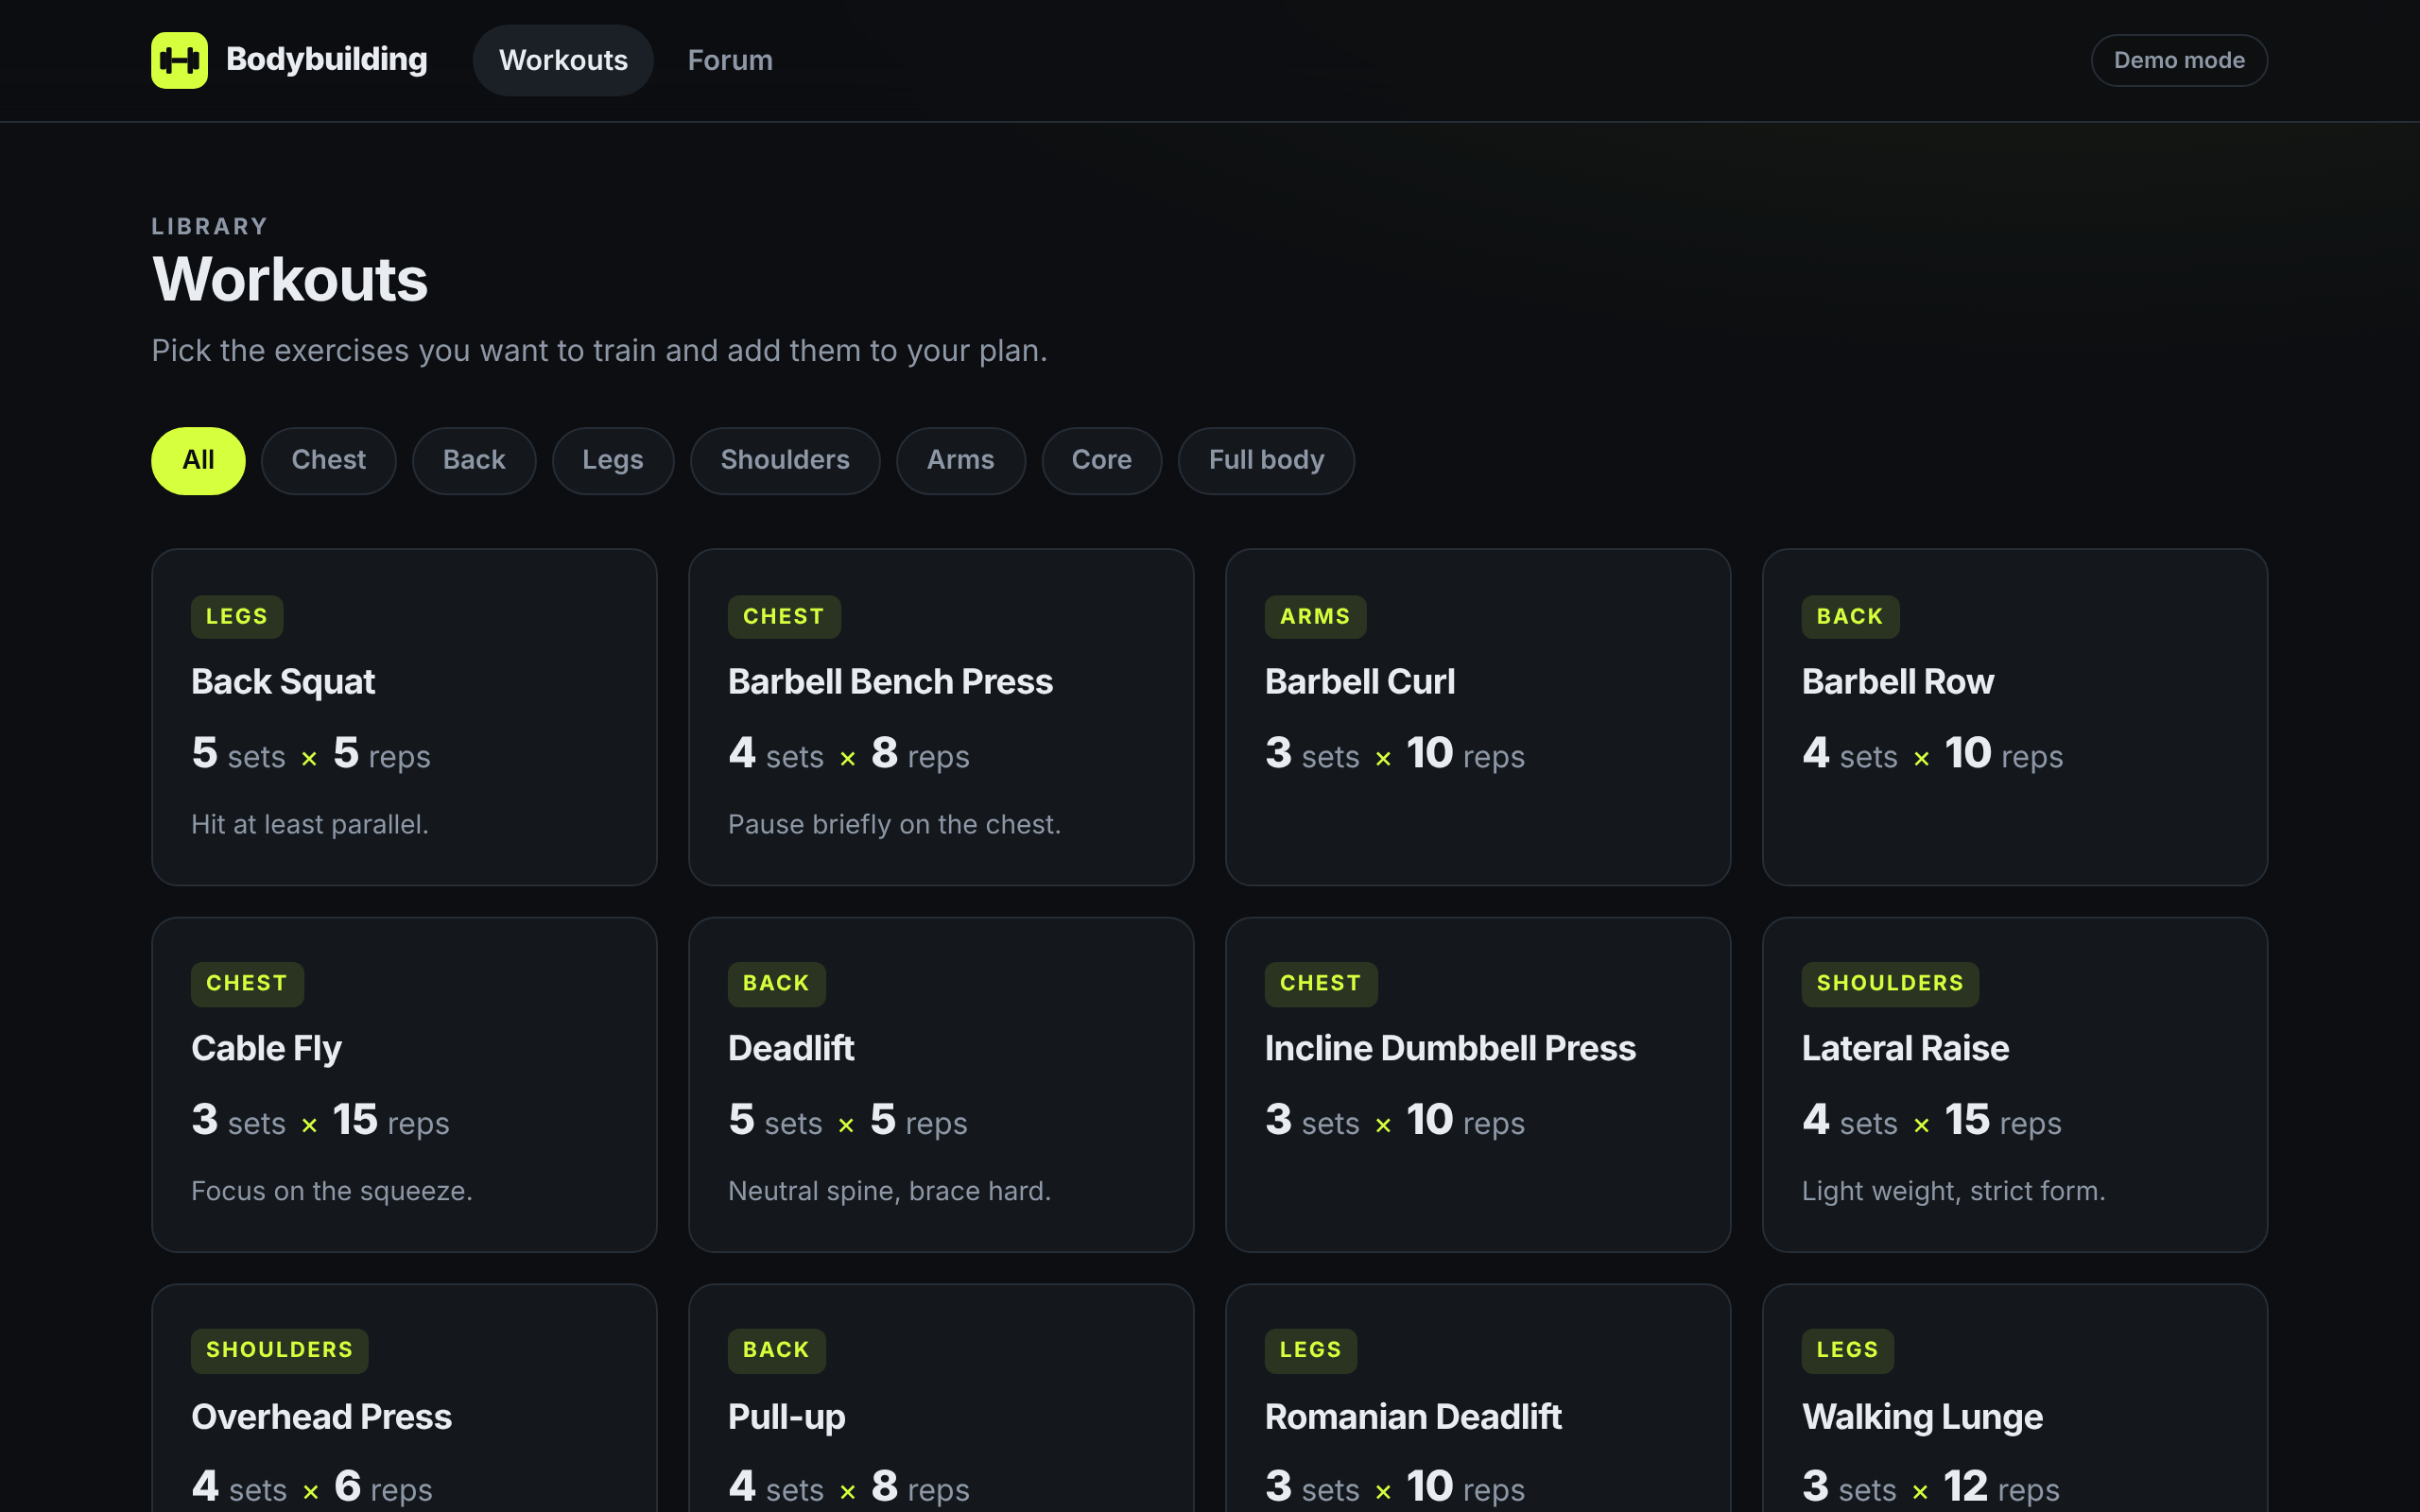 Bodybuilding
Workouts
Forum
Demo mode
LIBRARY
Workouts
Pick the exercises you want to train and add them to your plan.
All
Chest
Back
Legs
Shoulders
Arms
Core
Full body
LEGS
Back Squat
5 sets × 5 reps
Hit at least parallel.
CHEST
Barbell Bench Press
4 sets × 8 reps
Pause briefly on the chest.
ARMS
Barbell Curl
3 sets × 10 reps
BACK
Barbell Row
4 sets × 10 reps
CHEST
Cable Fly
3 sets × 15 reps
Focus on the squeeze.
BACK
Deadlift
5 sets × 5 reps
Neutral spine, brace hard.
CHEST
Incline Dumbbell Press
3 sets × 10 reps
SHOULDERS
Lateral Raise
4 sets × 15 reps
Light weight, strict form.
SHOULDERS
Overhead Press
4 sets × 6 reps
BACK
Pull-up
4 sets × 8 reps
LEGS
Romanian Deadlift
3 sets × 10 reps
LEGS
Walking Lunge
3 sets × 12 reps